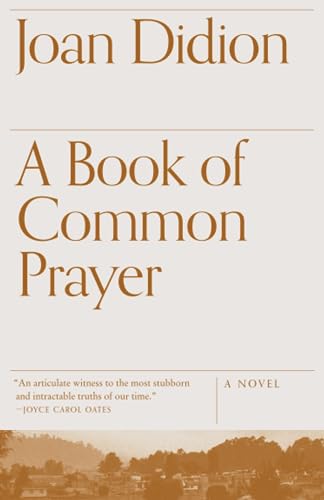 Joan Didion
A Book of
Common
Prayer
"An articulate witness to the most stubborn
and intractable truths of our time."
—JOYCE CAROL OATES
A NOVEL